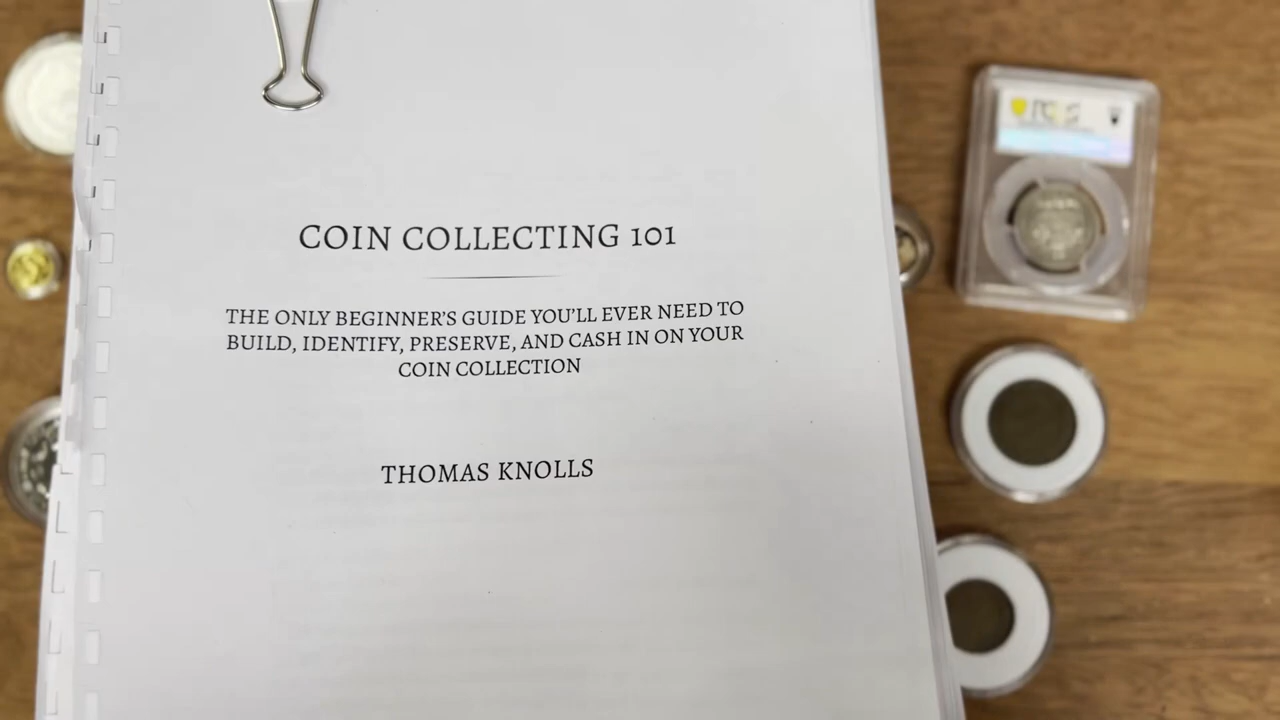 COIN COLLECTING 101
THE ONLY BEGINNER'S GUIDE YOU'LL EVER NEED TO
BUILD, IDENTIFY, PRESERVE, AND CASH IN ON YOUR
COIN COLLECTION
THOMAS KNOLLS